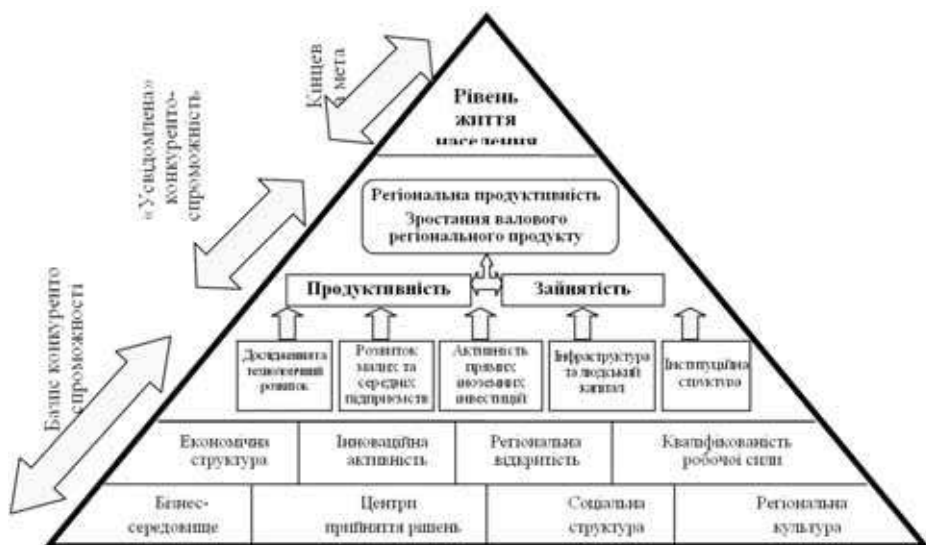 Кінцев
а мета
«Усвідомлена»
конкуренто-
спроможність
Базис конкуренто
спроможності
Рівень
життя
населення
Регіональна продуктивність
Зростання валового
регіонального продукту
Продуктивність
Зайнятість
Дослідження та
технологічний
розвиток
Розвиток
малих та
середніх
підприємств
Активність
прямих
іноземних
інвестицій
Інфраструктура
та людський
капітал
Інституційна
структура
Економічна
структура
Інноваційна
активність
Регіональна
відкритість
Кваліфікованість
робочої сили
Бізнес-
середовище
Центри
прийняття рішень
Соціальна
структура
Регіональна
культура